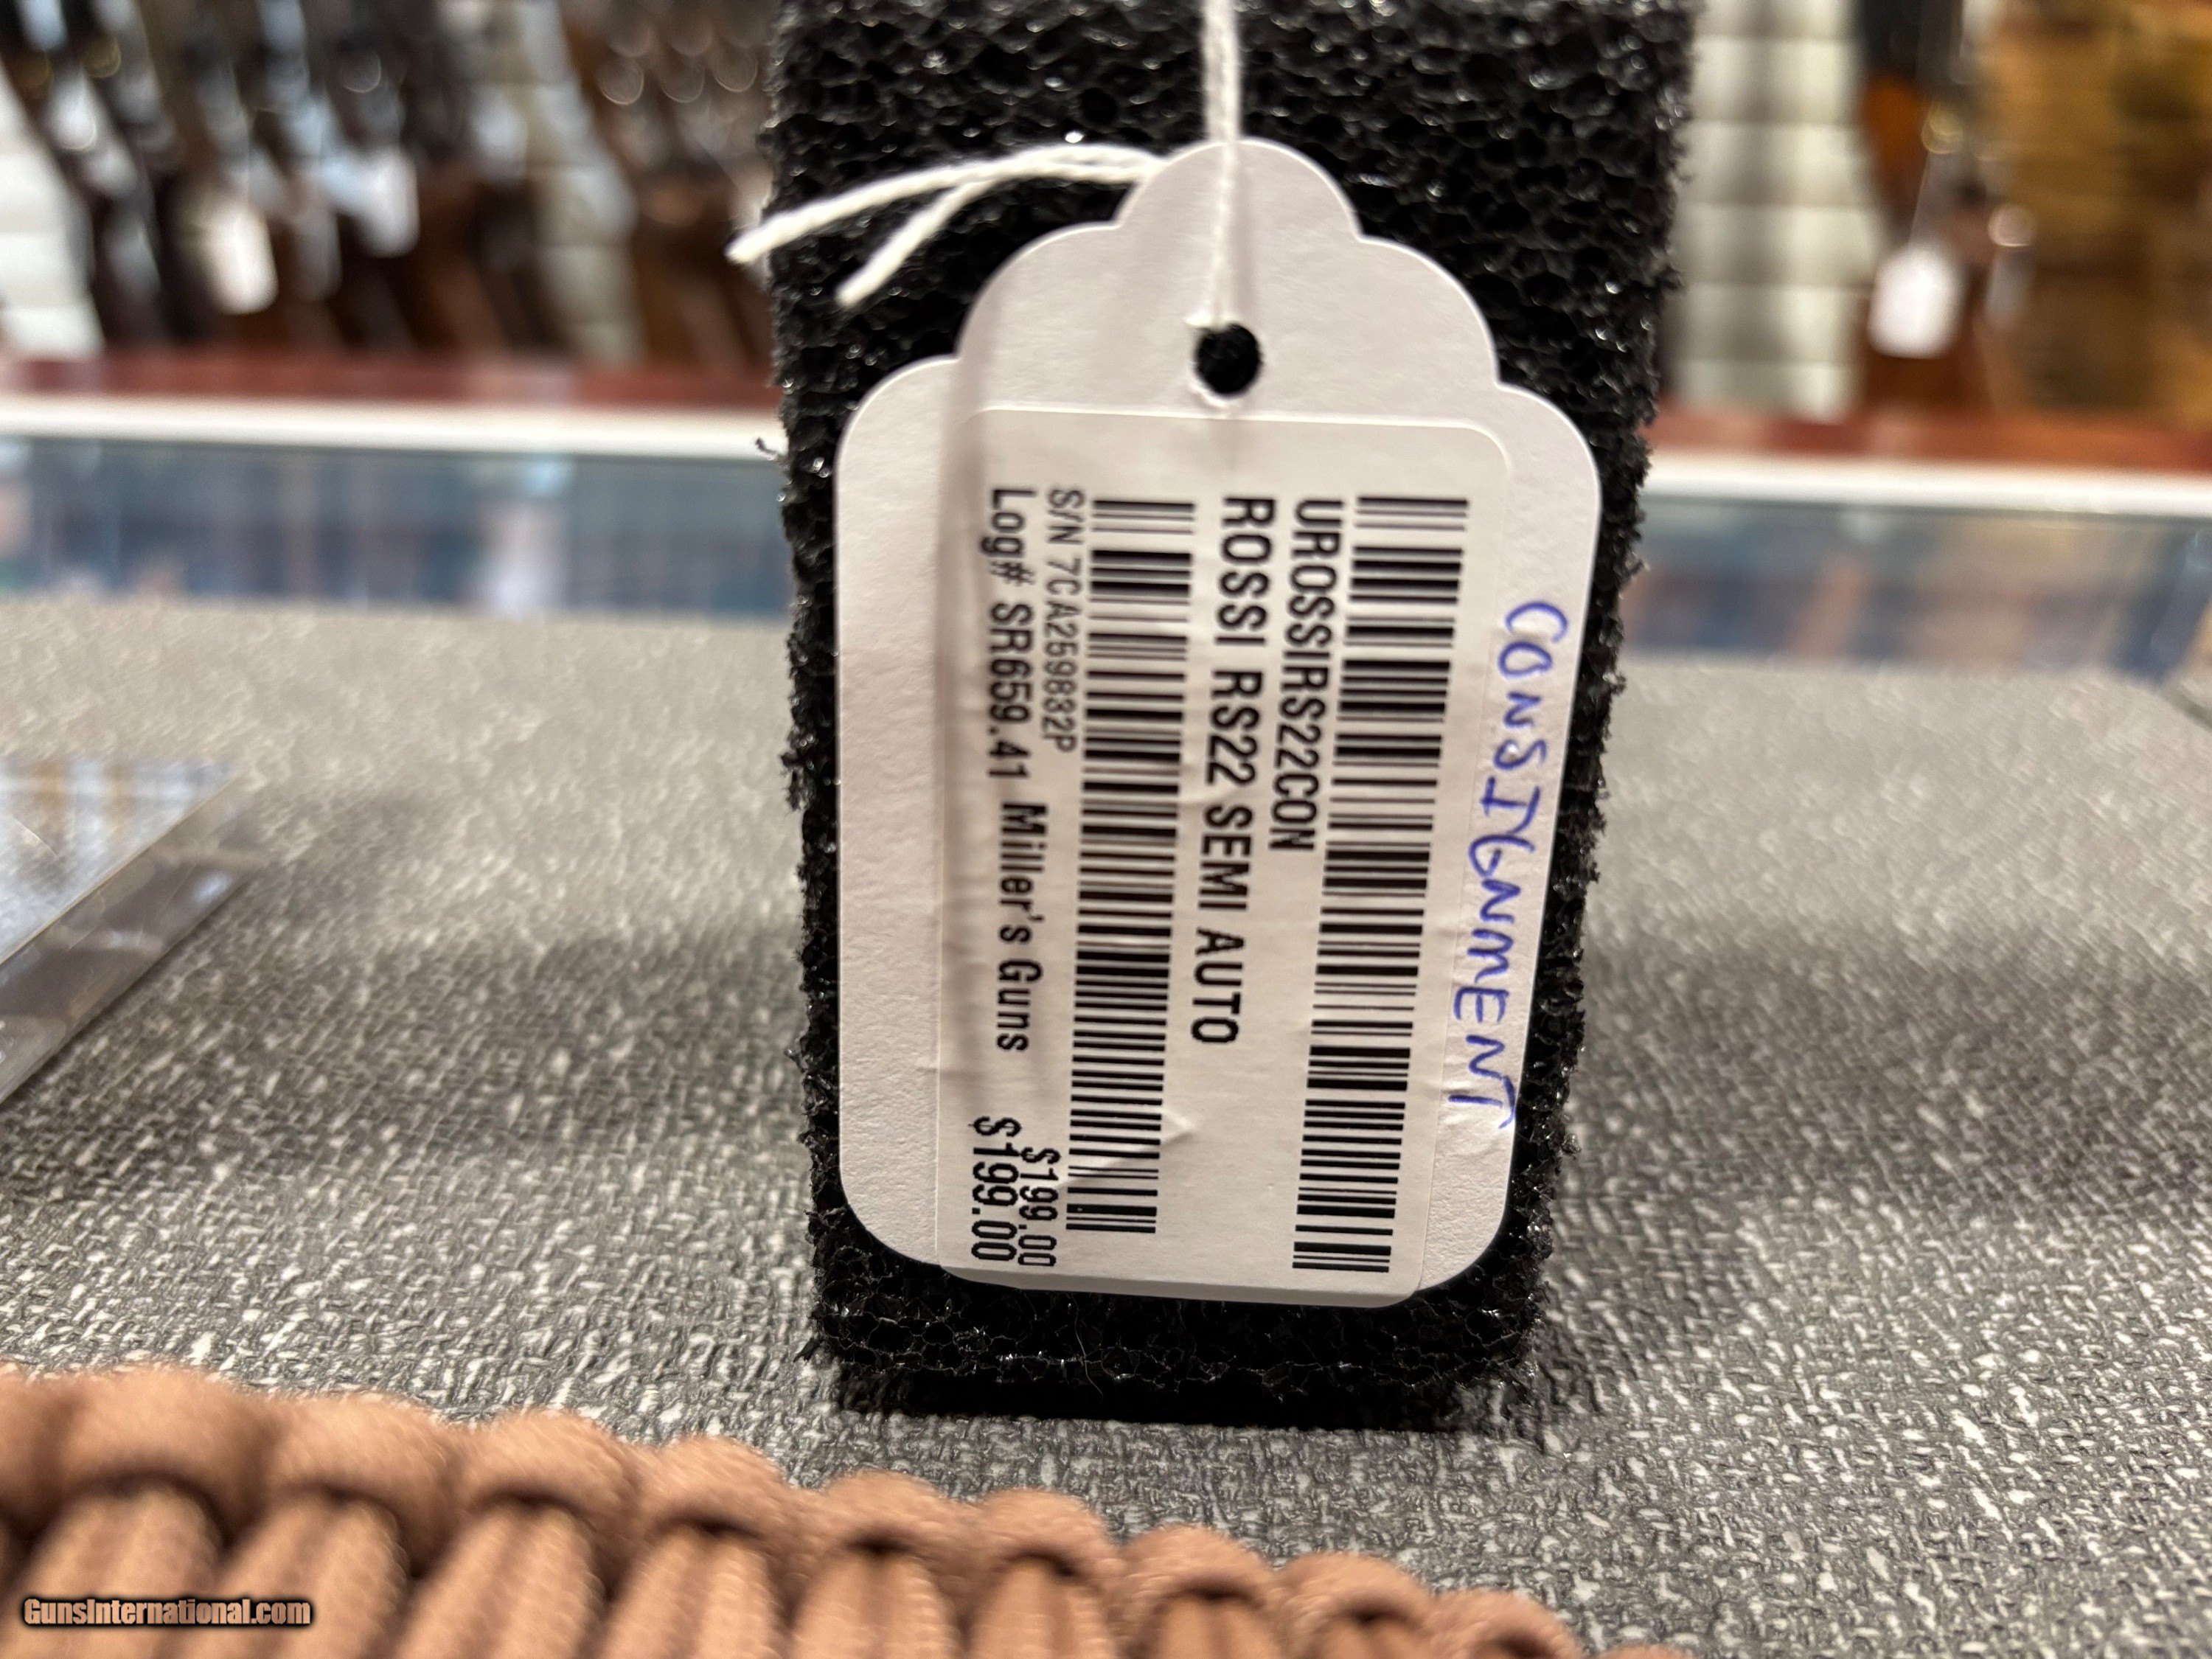 CONSIGNMENT
UROSSIRS22CON
ROSSI RS22 SEMI AUTO
S/N 7CA259832P $199.00
Log# SR659.41 Miller's Guns $199.00
GunsInternational.com